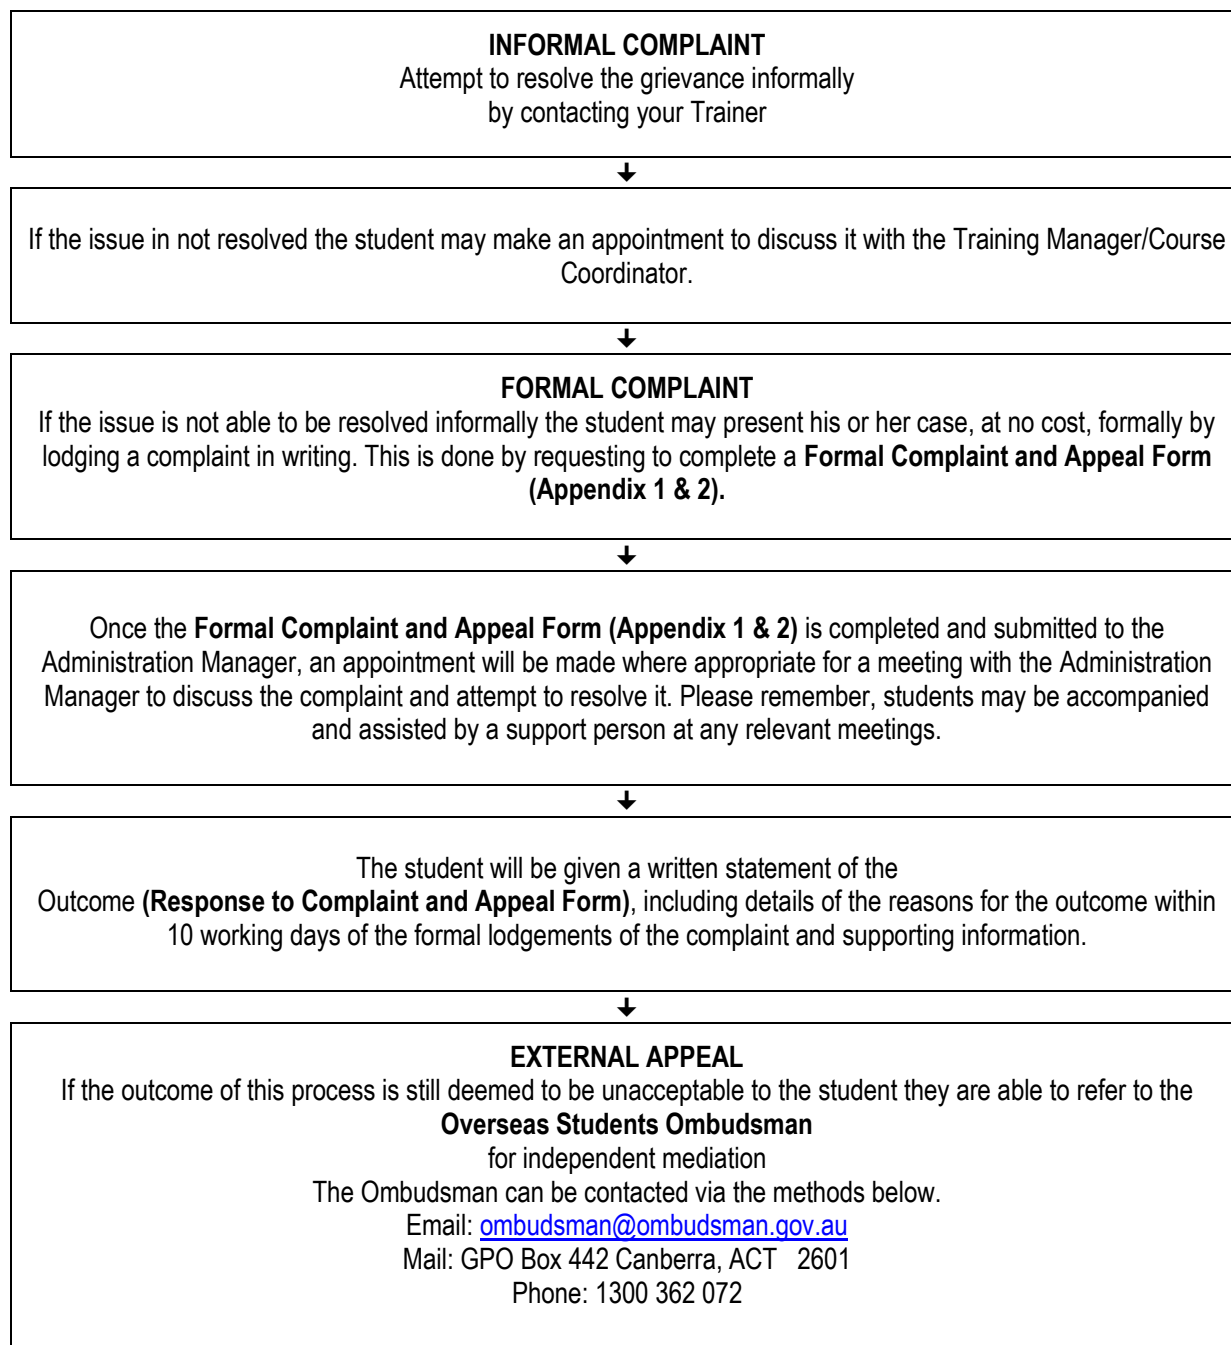 INFORMAL COMPLAINT
Attempt to resolve the grievance informally
by contacting your Trainer
If the issue in not resolved the student may make an appointment to discuss it with the Training Manager/Course
Coordinator.
FORMAL COMPLAINT
If the issue is not able to be resolved informally the student may present his or her case, at no cost, formally by
lodging a complaint in writing. This is done by requesting to complete a Formal Complaint and Appeal Form
(Appendix 1 & 2).
Once the Formal Complaint and Appeal Form (Appendix 1 & 2) is completed and submitted to the
Administration Manager, an appointment will be made where appropriate for a meeting with the Administration
Manager to discuss the complaint and attempt to resolve it. Please remember, students may be accompanied
and assisted by a support person at any relevant meetings.
The student will be given a written statement of the
Outcome (Response to Complaint and Appeal Form), including details of the reasons for the outcome within
10 working days of the formal lodgements of the complaint and supporting information.
EXTERNAL APPEAL
If the outcome of this process is still deemed to be unacceptable to the student they are able to refer to the
Overseas Students Ombudsman
for independent mediation
The Ombudsman can be contacted via the methods below.
Email: ombudsman@ombudsman.gov.au
Mail: GPO Box 442 Canberra, ACT 2601
Phone: 1300 362 072